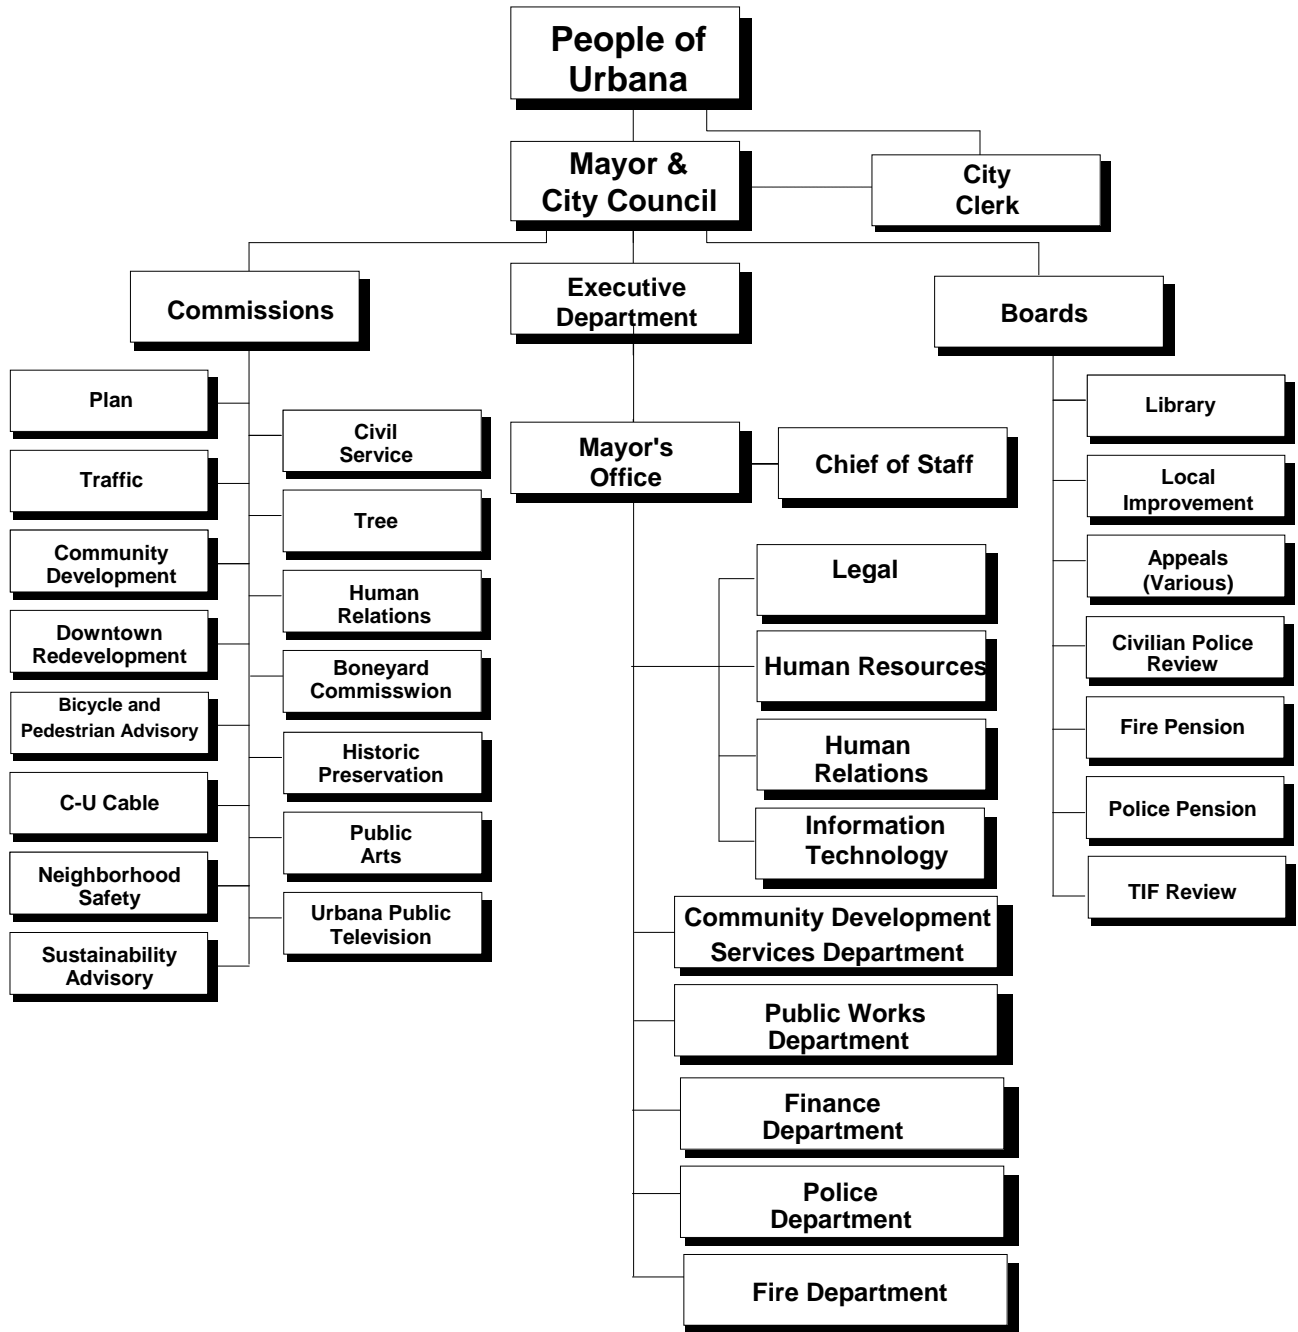 People of
Urbana
Mayor &
City Council
City
Clerk
Commissions
Executive
Department
Boards
Plan
Traffic
Community
Development
Downtown
Redevelopment
Bicycle and
Pedestrian Advisory
C-U Cable
Neighborhood
Safety
Sustainability
Advisory
Civil
Service
Tree
Human
Relations
Boneyard
Commisswion
Historic
Preservation
Public
Arts
Urbana Public
Television
Mayor's
Office
Chief of Staff
Legal
Human Resources
Human
Relations
Information
Technology
Community Development
Services Department
Public Works
Department
Finance
Department
Police
Department
Fire Department
Library
Local
Improvement
Appeals
(Various)
Civilian Police
Review
Fire Pension
Police Pension
TIF Review